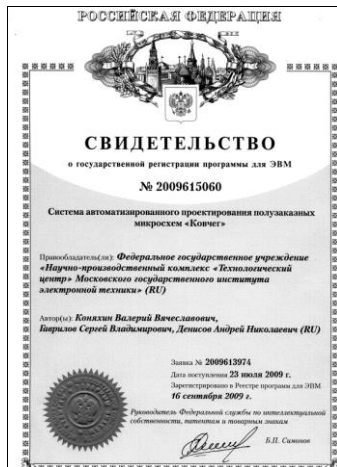 РОССИЙСКАЯ ФЕДЕРАЦИЯ
СВИДЕТЕЛЬСТВО
о государственной регистрации программы для ЭВМ
№ 2009615060
Система автоматизированного проектирования полузаказных
микросхем «Ковчег»
Правообладатель(ли): Федеральное государственное учреждение
«Научно-производственный комплекс «Технологический
центр» Московского государственного института
электронной техники» (RU)
Автор(ы): Коняхин Валерий Вячеславович,
Гаврилов Сергей Владимирович, Денисов Андрей Николаевич (RU)
Заявка № 2009613974
Дата поступления 23 июля 2009 г.
Зарегистрировано в Реестре программ для ЭВМ
16 сентября 2009 г.
Руководитель Федеральной службы по интеллектуальной
собственности, патентам и товарным знакам
Б.П. Симонов